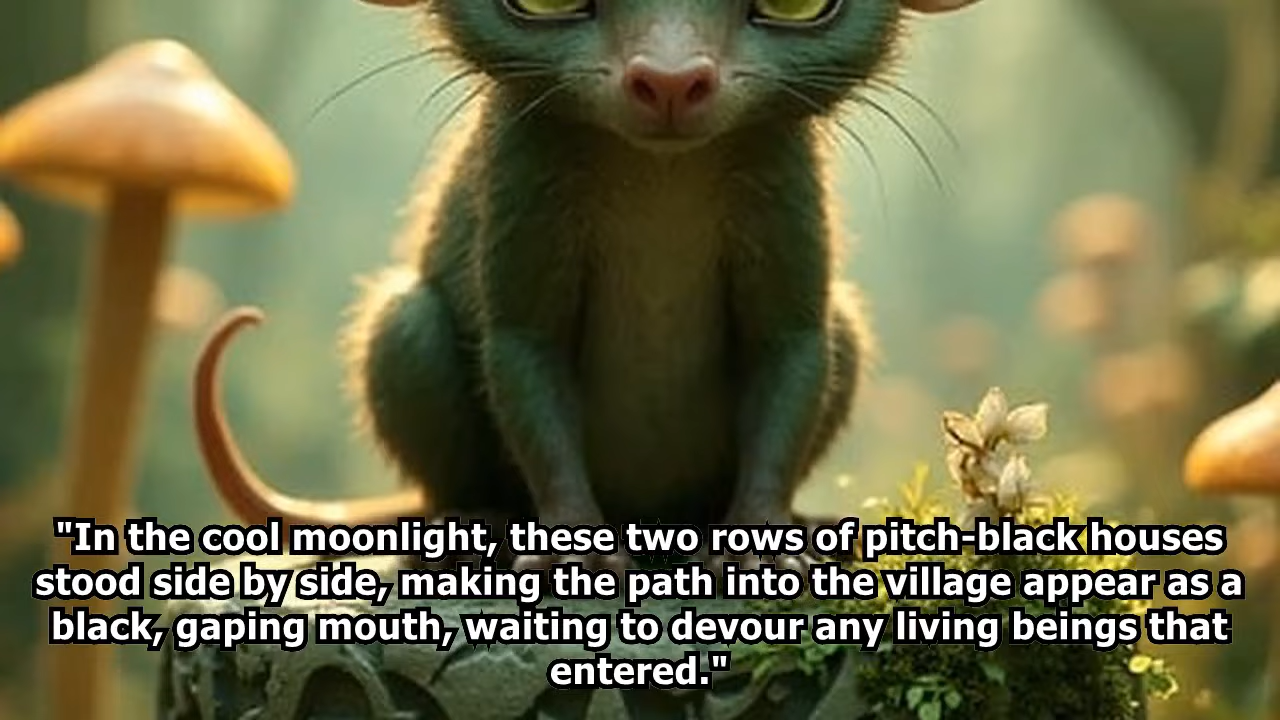 "In the cool moonlight, these two rows of pitch-black houses
stood side by side, making the path into the village appear as a
black, gaping mouth, waiting to devour any living beings that
entered."